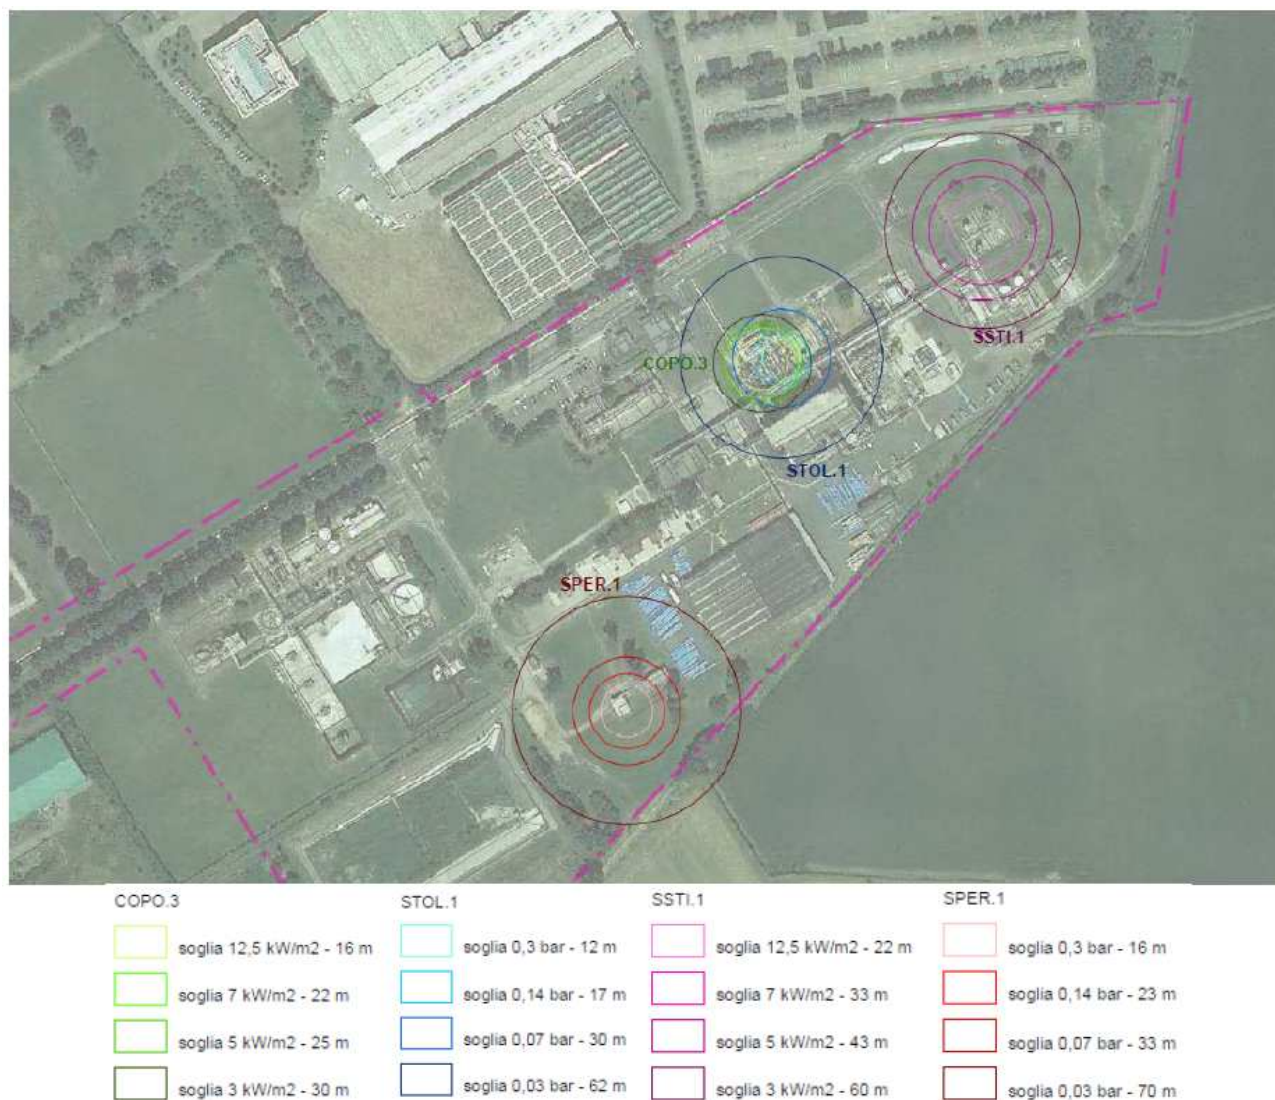 SSTI.1
COPO.3
STOL.1
SPER.1
COPO.3 STOL.1 SSTI.1 SPER.1
soglia 12,5 kW/m2 - 16 m soglia 0,3 bar - 12 m soglia 12,5 kW/m2 - 22 m soglia 0,3 bar - 16 m
soglia 7 kW/m2 - 22 m soglia 0,14 bar - 17 m soglia 7 kW/m2 - 33 m soglia 0,14 bar - 23 m
soglia 5 kW/m2 - 25 m soglia 0,07 bar - 30 m soglia 5 kW/m2 - 43 m soglia 0,07 bar - 33 m
soglia 3 kW/m2 - 30 m soglia 0,03 bar - 62 m soglia 3 kW/m2 - 60 m soglia 0,03 bar - 70 m